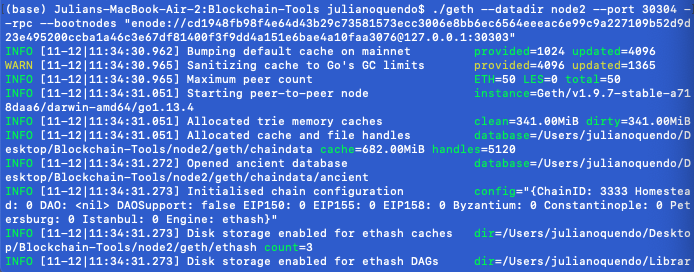 (base) Julians-MacBook-Air-2:Blockchain-Tools julianoquendo$ ./geth --datadir node2 --port 30304 -
-rpc --bootnodes "enode://cd1948fb98f4e64d43b29c73581573ecc3006e8bb6ec6564eeeac6e99c9a227109b52d9d
23e495200ccba1a46c3e67df81400f3f9dd4a151e6bae4a10faa3076@127.0.0.1:30303"
INFO [11-12|11:34:30.962] Bumping default cache on mainnet provided=1024 updated=4096
WARN [11-12|11:34:30.965] Sanitizing cache to Go's GC limits provided=4096 updated=1365
INFO [11-12|11:34:30.965] Maximum peer count ETH=50 LES=0 total=50
INFO [11-12|11:34:31.051] Starting peer-to-peer node instance=Geth/v1.9.7-stable-a71
8daa6/darwin-amd64/go1.13.4
INFO [11-12|11:34:31.051] Allocated trie memory caches clean=341.00MiB dirty=341.00MiB
INFO [11-12|11:34:31.051] Allocated cache and file handles database=/Users/julianoquendo/D
esktop/Blockchain-Tools/node2/geth/chaindata cache=682.00MiB handles=5120
INFO [11-12|11:34:31.272] Opened ancient database database=/Users/julianoquendo/D
esktop/Blockchain-Tools/node2/geth/chaindata/ancient
INFO [11-12|11:34:31.273] Initialised chain configuration config="{ChainID: 3333 Homestea
d: 0 DAO: <nil> DAOSupport: false EIP150: 0 EIP155: 0 EIP158: 0 Byzantium: 0 Constantinople: 0 Pet
ersburg: 0 Istanbul: 0 Engine: ethash}"
INFO [11-12|11:34:31.273] Disk storage enabled for ethash caches dir=/Users/julianoquendo/Deskto
p/Blockchain-Tools/node2/geth/ethash count=3
INFO [11-12|11:34:31.273] Disk storage enabled for ethash DAGs dir=/Users/julianoquendo/Librar